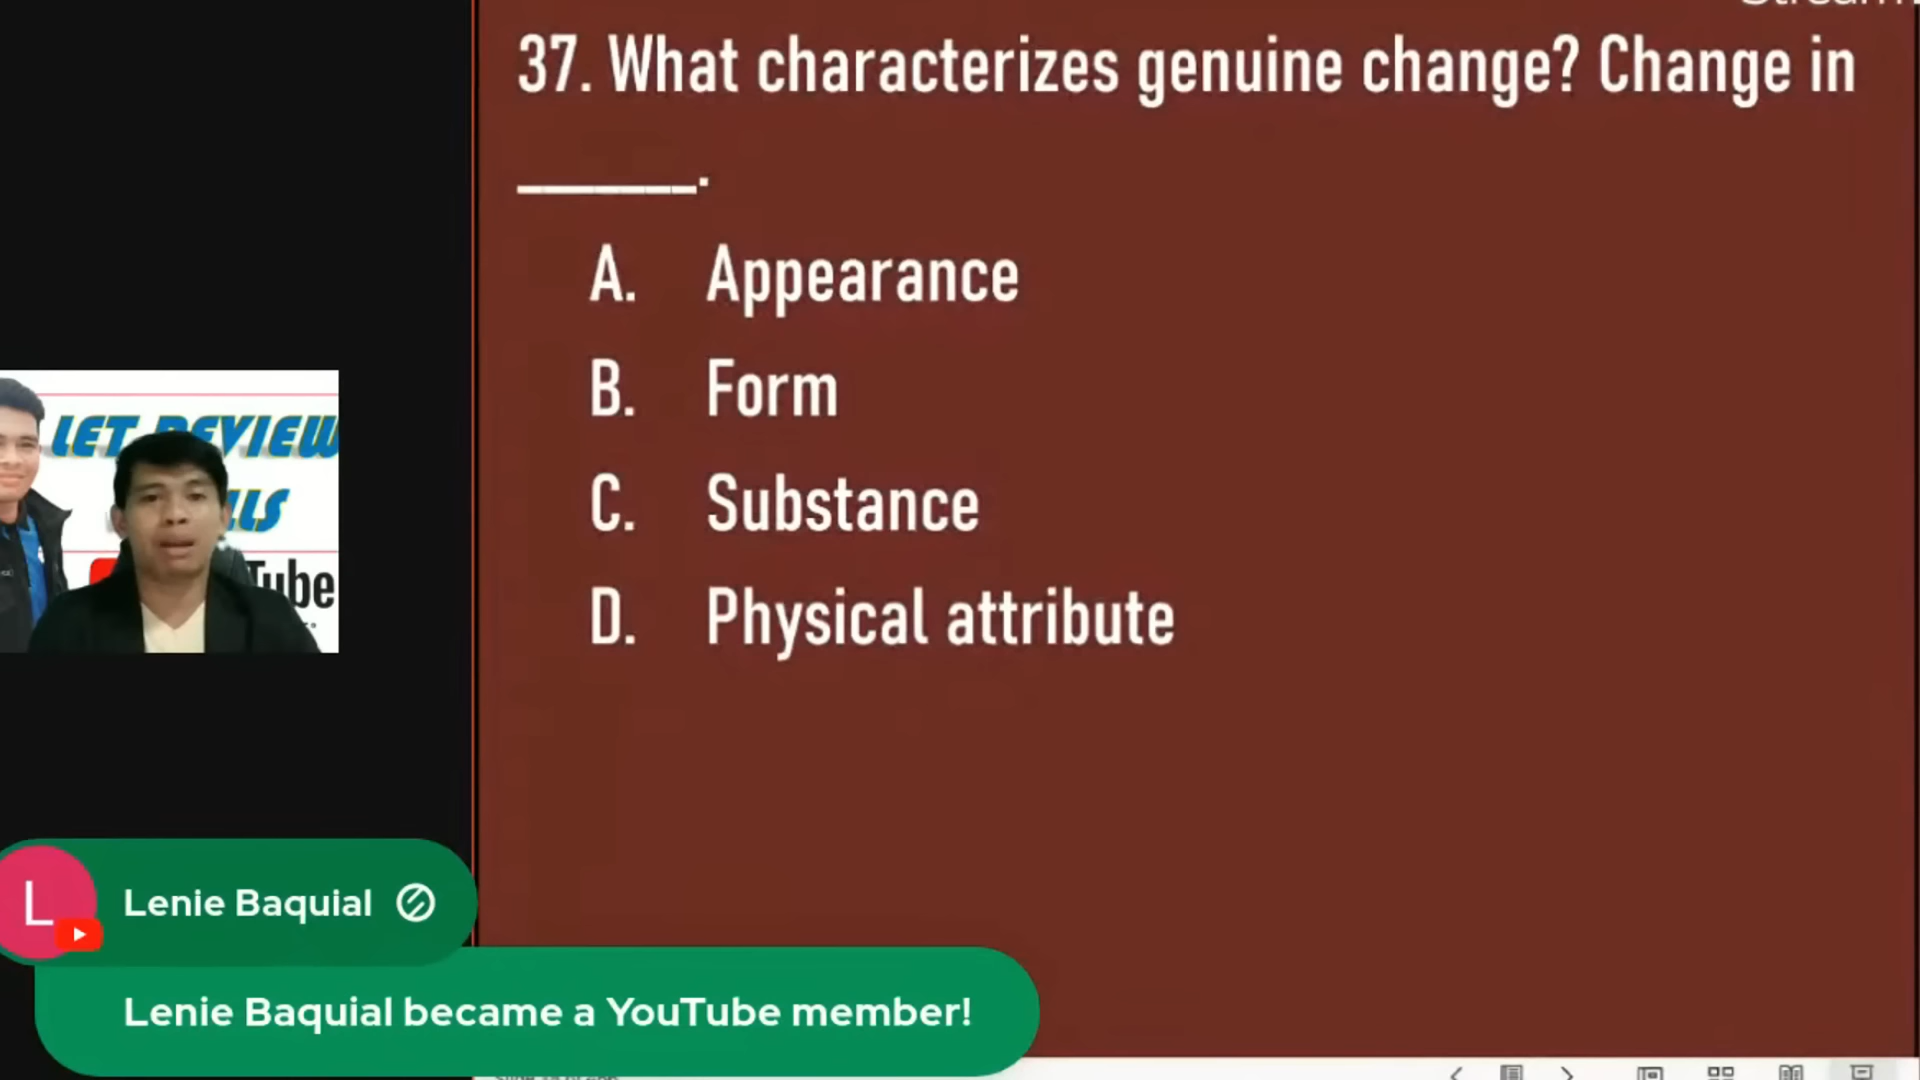 37. What characterizes genuine change? Change in
_______.
A. Appearance
B. Form
C. Substance
D. Physical attribute
LET REVIEW
Tube
L
Lenie Baquial
Lenie Baquial became a YouTube member!